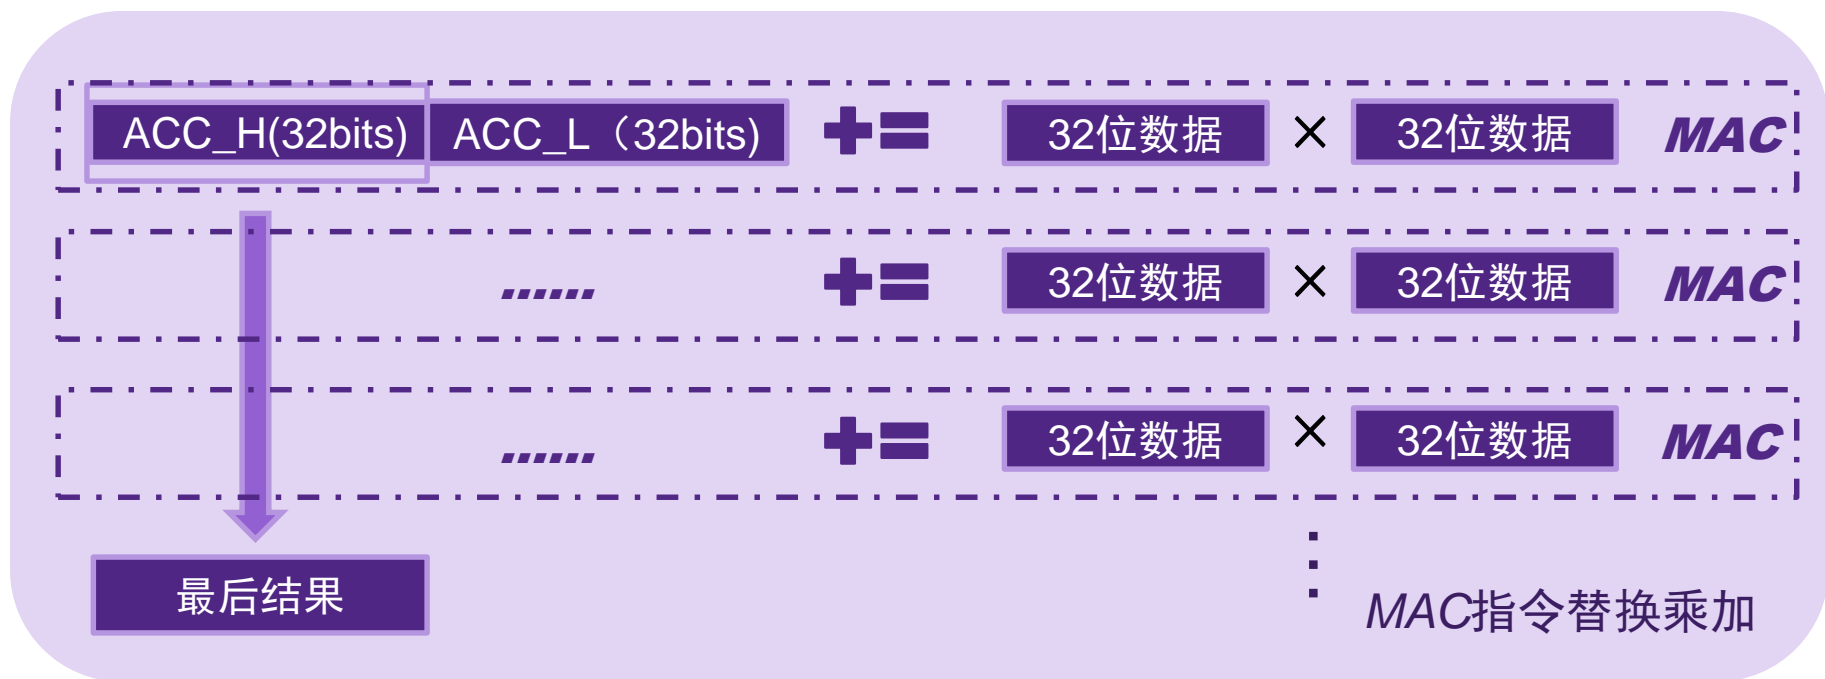 ACC_H(32bits) ACC_L（32bits) += 32位数据 × 32位数据 MAC
...... += 32位数据 × 32位数据 MAC
...... += 32位数据 × 32位数据 MAC
最后结果
MAC指令替换乘加